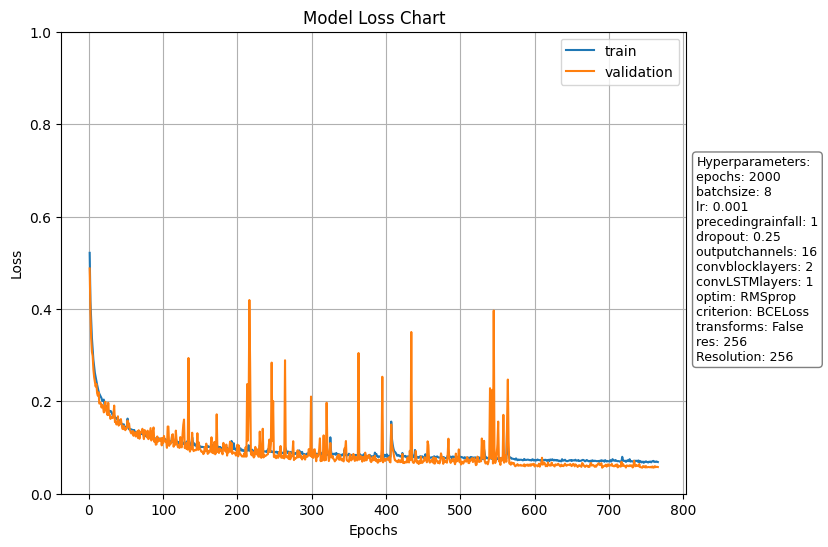 Model Loss Chart
1.0
0.8
0.6
0.4
0.2
0.0
Loss
0
100
200
300
400
500
600
700
800
Epochs
train
validation
Hyperparameters:
epochs: 2000
batchsize: 8
lr: 0.001
precedingrainfall: 1
dropout: 0.25
outputchannels: 16
convblocklayers: 2
convLSTMlayers: 1
optim: RMSprop
criterion: BCELoss
transforms: False
res: 256
Resolution: 256